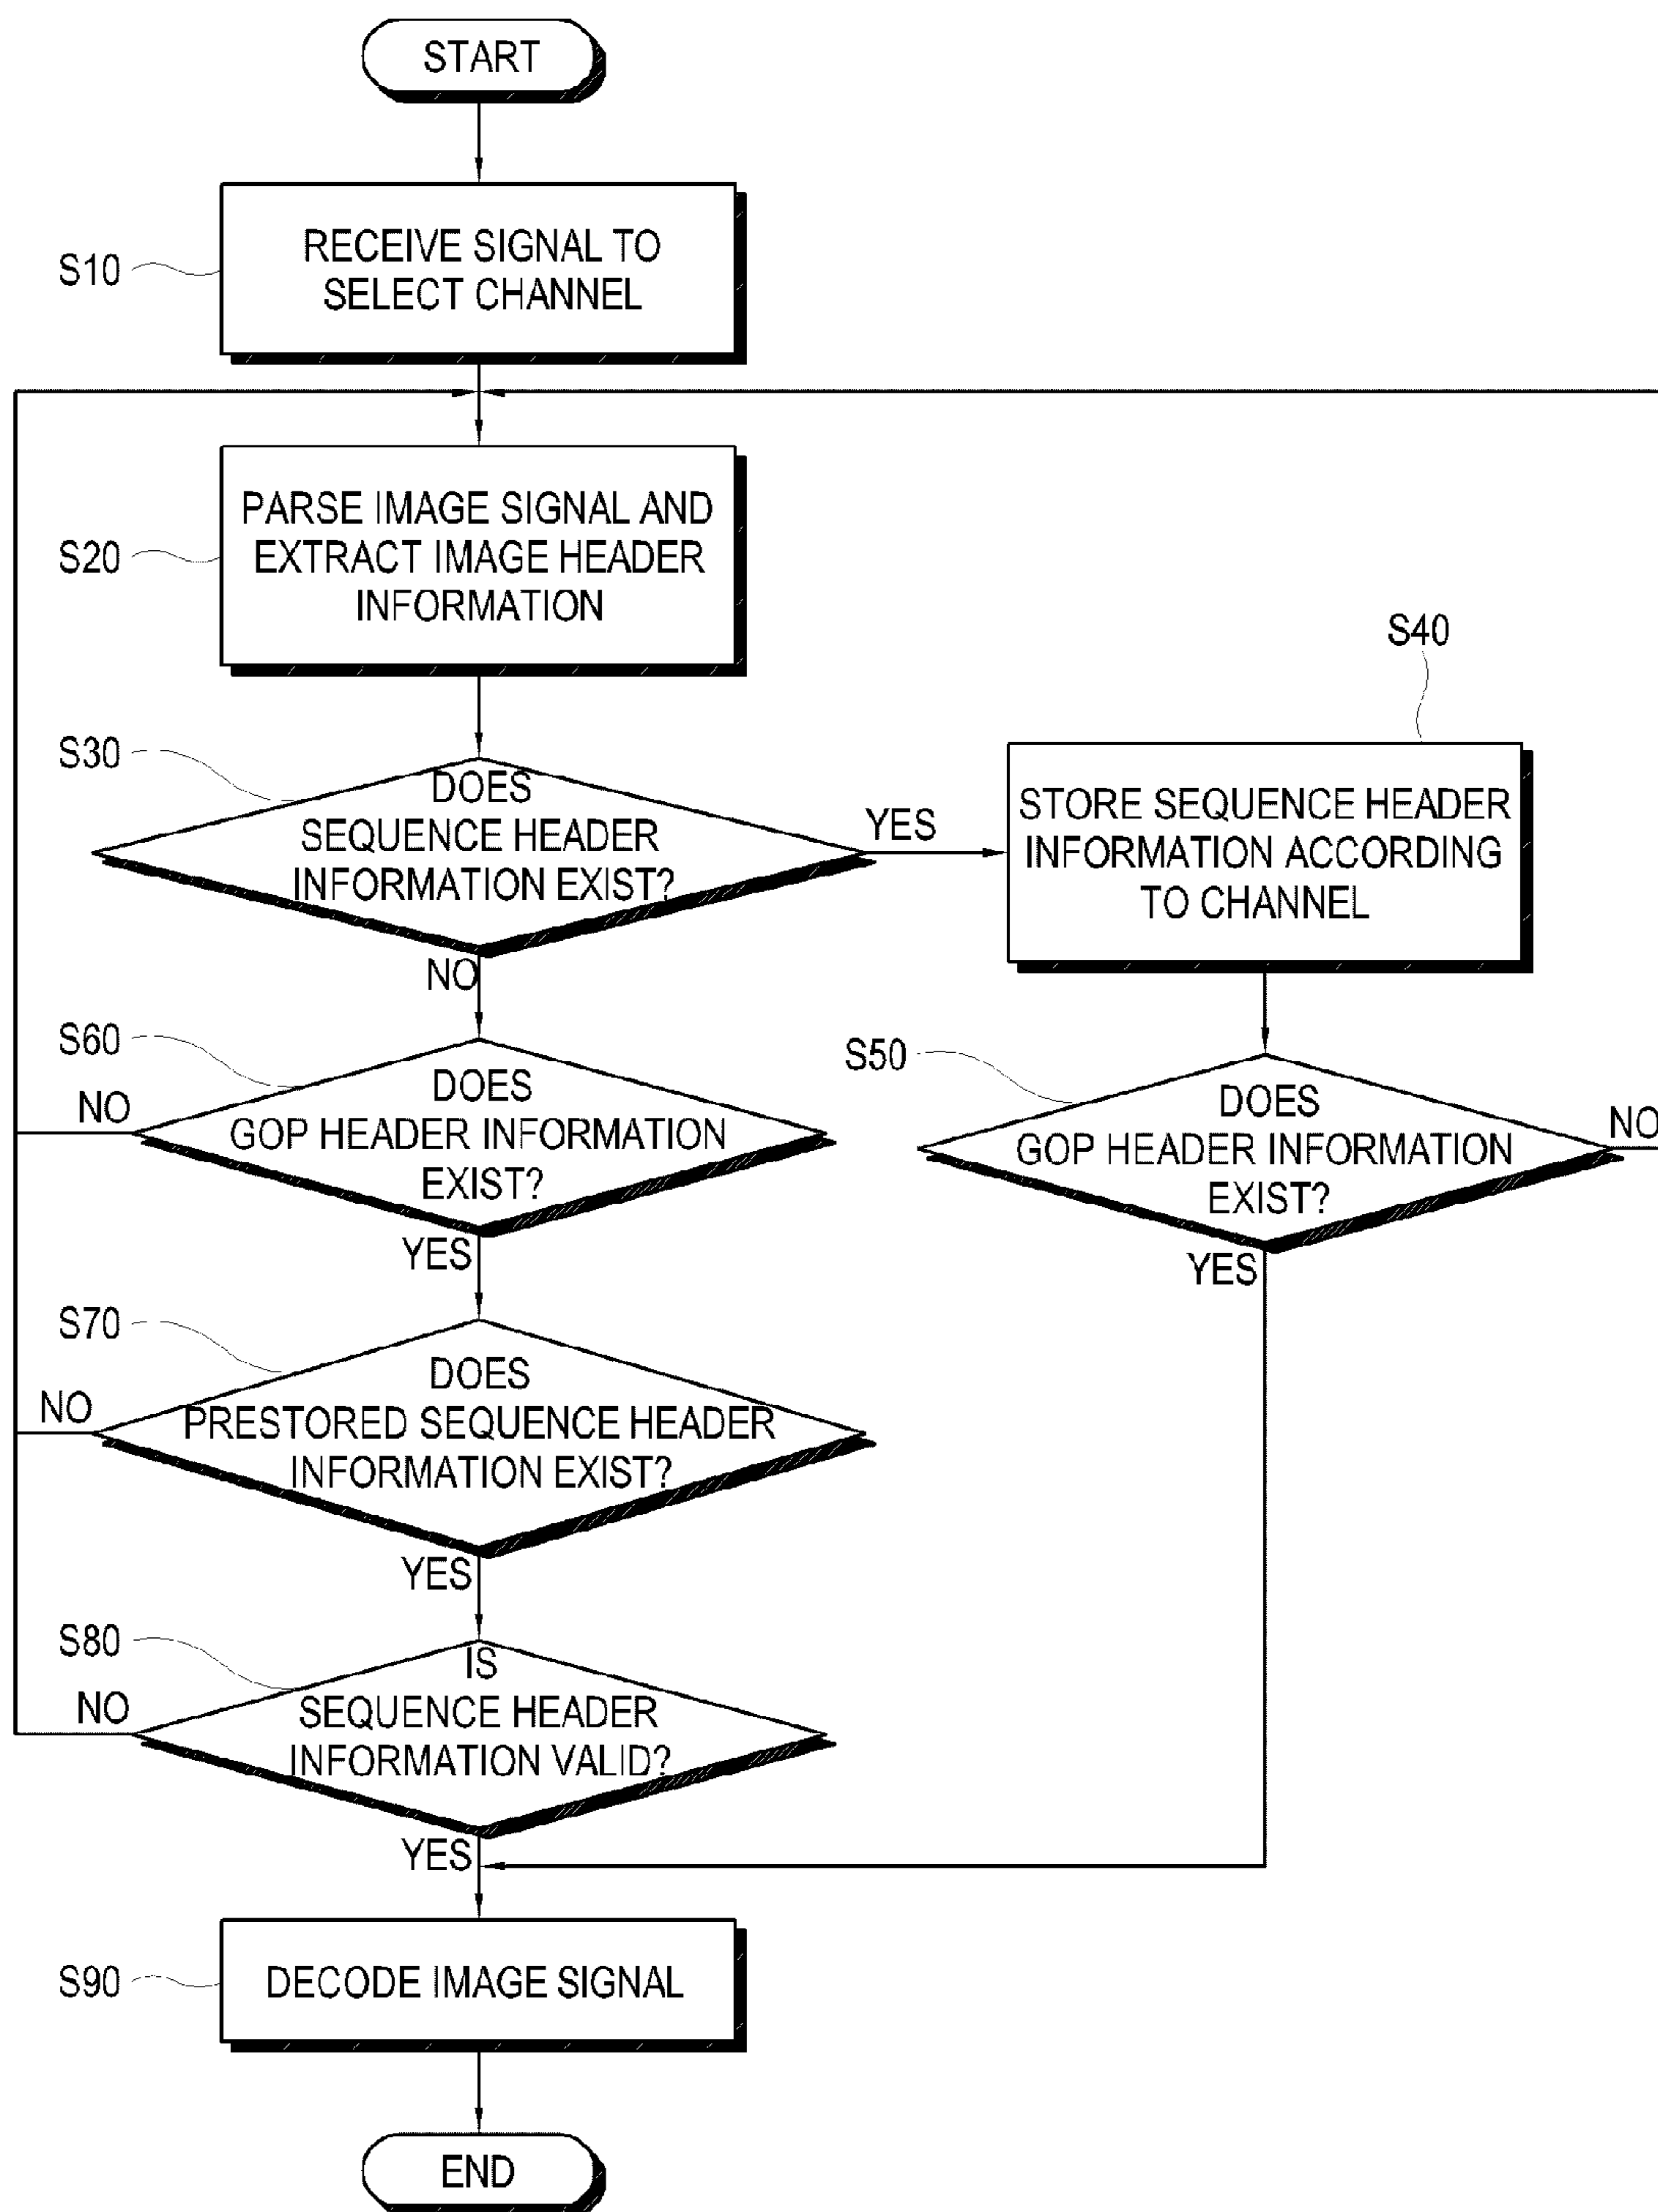 START
S10
RECEIVE SIGNAL TO
SELECT CHANNEL
S20
PARSE IMAGE SIGNAL AND
EXTRACT IMAGE HEADER
INFORMATION
S30
DOES
SEQUENCE HEADER
INFORMATION EXIST?
YES
NO
S40
STORE SEQUENCE HEADER
INFORMATION ACCORDING
TO CHANNEL
S50
DOES
GOP HEADER INFORMATION
EXIST?
NO
YES
S60
DOES
GOP HEADER INFORMATION
EXIST?
NO
YES
S70
DOES
PRESTORED SEQUENCE HEADER
INFORMATION EXIST?
NO
YES
S80
IS
SEQUENCE HEADER
INFORMATION VALID?
NO
YES
S90
DECODE IMAGE SIGNAL
END